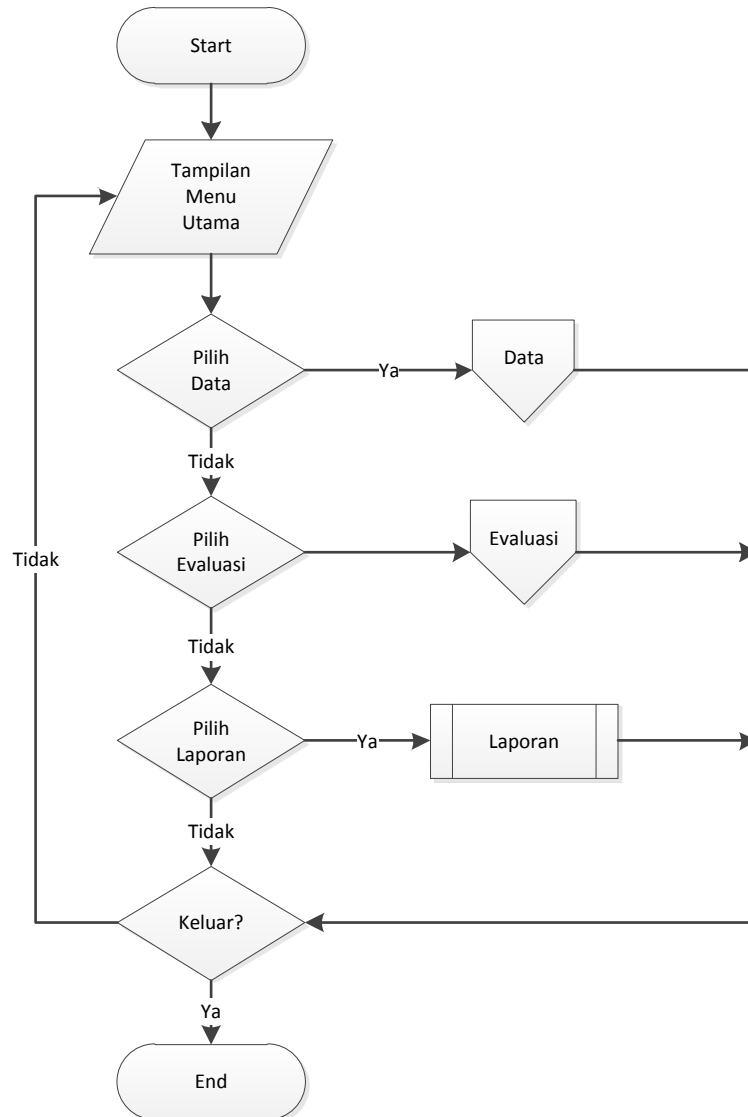 Start
Tampilan
Menu
Utama
Pilih
Data
Ya
Data
Tidak
Pilih
Evaluasi
Evaluasi
Tidak
Tidak
Pilih
Laporan
Ya
Laporan
Tidak
Keluar?
Ya
End